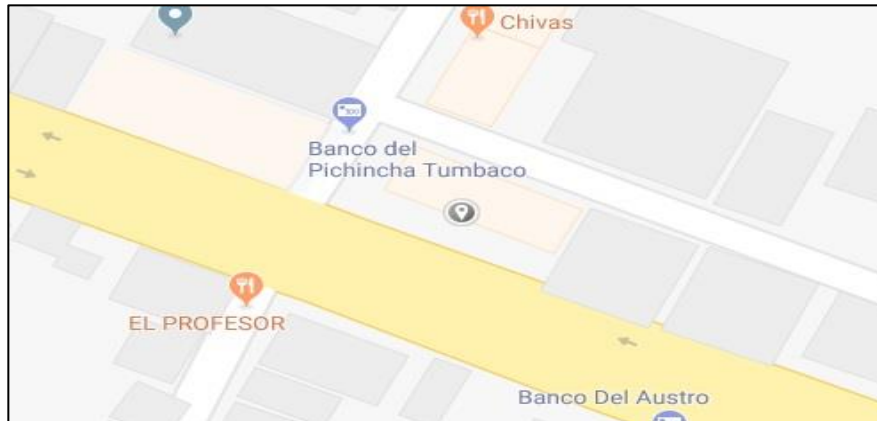 Chivas
Banco del
Pichincha Tumbaco
EL PROFESOR
Banco Del Austro